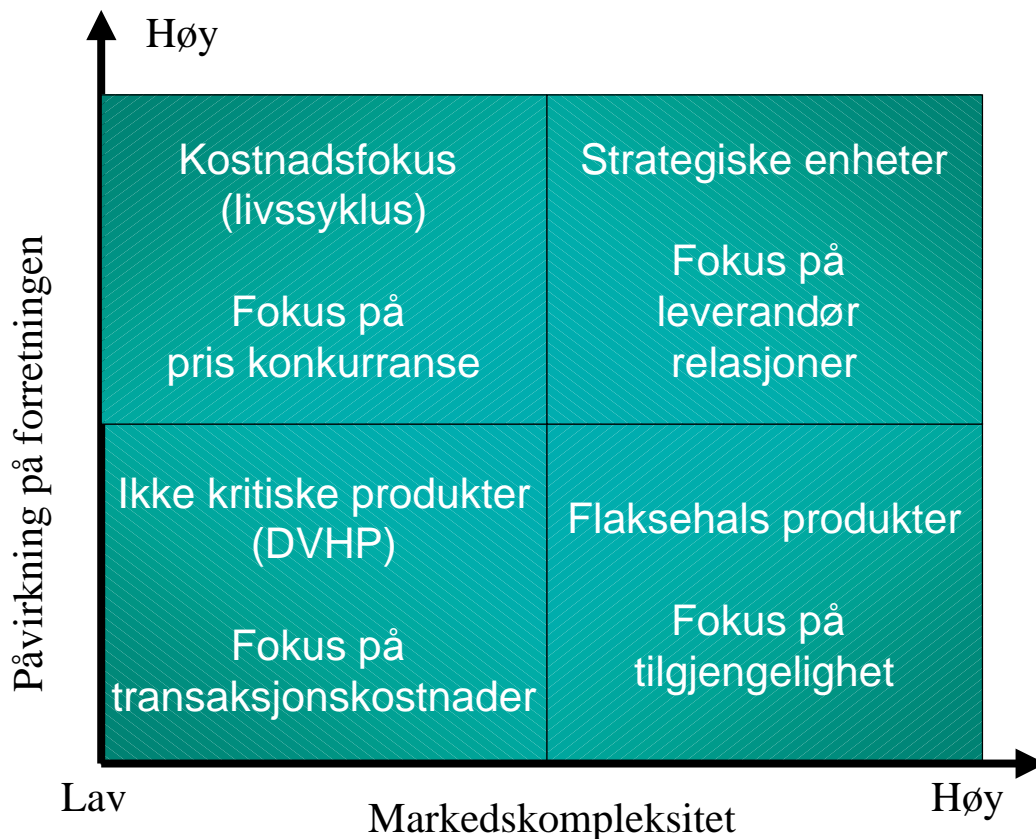 Høy
Kostnadsfokus
(livssyklus)
Fokus på
pris konkurranse
Strategiske enheter
Fokus på
leverandør
relasjoner
Påvirkning på forretningen
Ikke kritiske produkter
(DVHP)
Fokus på
transaksjonskostnader
Flaksehals produkter
Fokus på
tilgjengelighet
Lav
Markedskompleksitet
Høy